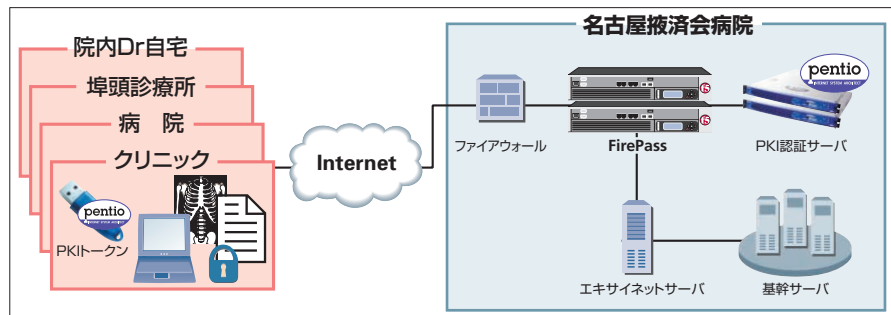 院内Dr自宅
埠頭診療所
病 院
クリニック
pentio
PKIトークン
Internet
名古屋掖済会病院
ファイアウォール
FirePass
pentio
INTERNET SYSTEM ARCHITECT
PKI認証サーバ
エキサイネットサーバ
基幹サーバ